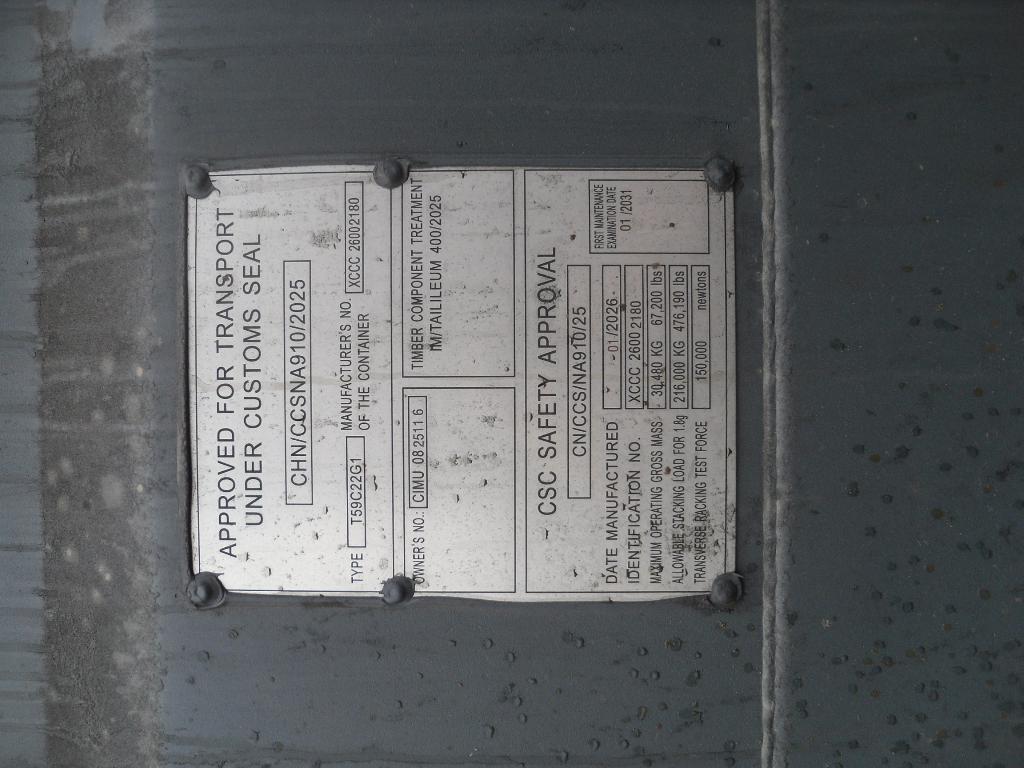 APPROVED FOR TRANSPORT
UNDER CUSTOMS SEAL
CHN/CCSNA910/2025
TYPE T59C22G1 MANUFACTURER'S NO. OF THE CONTAINER XCCC 26002180
OWNER'S NO.: CIMU 082511 6
TIMBER COMPONENT TREATMENT
IM/TAILILEUM 400/2025
CSC SAFETY APPROVAL
CN/CCS/NA910/25
DATE MANUFACTURED 01/2026
IDENTIFICATION NO. XCCC 2600 2180
MAXIMUM OPERATING GROSS MASS 30,480 KG 67,200 lbs
ALLOWABLE STACKING LOAD FOR 1.8g 216,000 KG 476,190 lbs
TRANSVERSE RACKING TEST FORCE 150,000 newtons
FIRST MAINTENANCE
EXAMINATION DATE
01 /2031